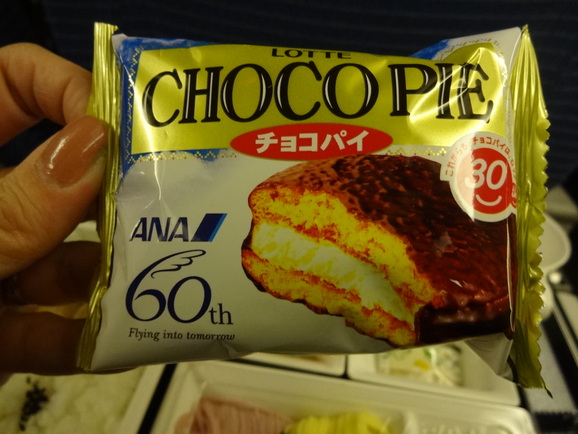 LOTTE
CHOCO PIE
チョコパイ
30
ANA
60th
Flying into tomorrow